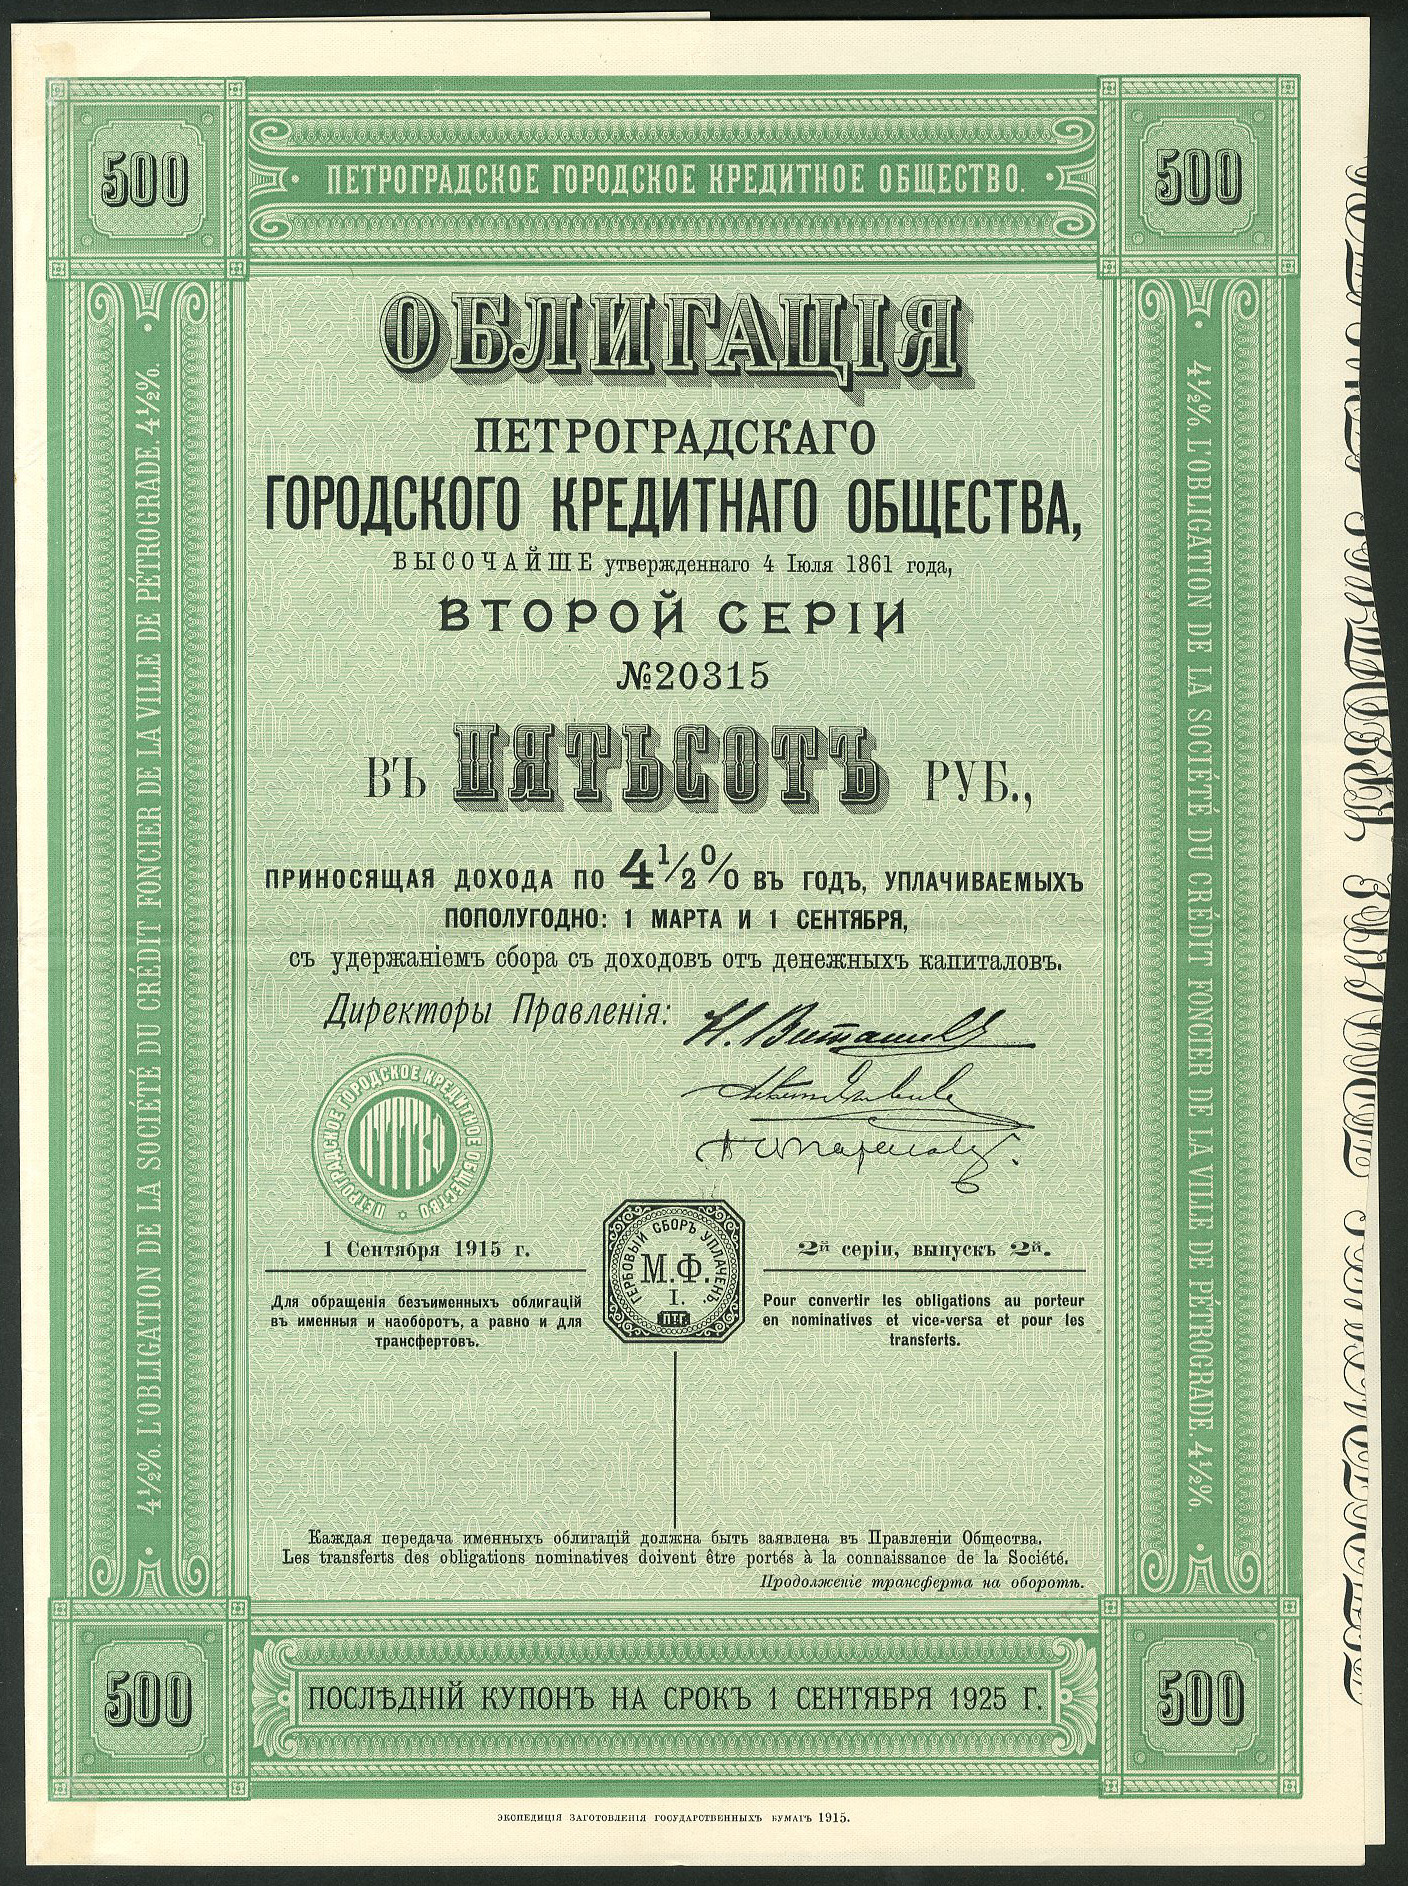 500
ПЕТРОГРАДСКОЕ ГОРОДСКОЕ КРЕДИТНОЕ ОБЩЕСТВО.
500
ОБЛИГАЦІЯ
ПЕТРОГРАДСКАГО
ГОРОДСКОГО КРЕДИТНАГО ОБЩЕСТВА,
ВЫСОЧАЙШЕ утвержденнаго 4 Іюля 1861 года,
ВТОРОЙ СЕРІИ
№20315
ВЪ ПЯТЬСОТЪ РУБ.,
ПРИНОСЯЩАЯ ДОХОДА ПО 4½% ВЪ ГОДЪ, УПЛАЧИВАЕМЫХЪ
ПОПОЛУГОДНО: 1 МАРТА И 1 СЕНТЯБРЯ,
съ удержаніемъ сбора съ доходовъ отъ денежныхъ капиталовъ.
Директоры Правленія:
ПЕТРОГРАДСКОЕ ГОРОДСКОЕ КРЕДИТНОЕ ОБЩЕСТВО
1 Сентября 1915 г.
ГЕРБОВЫЙ СБОРЪ УПЛАЧЕНЪ.
М.Ф.
I.
ПТГ.
2й серіи, выпускъ 2й.
Для обращенія безъименныхъ облигацій
въ именныя и наоборотъ, а равно и для
трансфертовъ.
Pour convertir les obligations au porteur
en nominatives et vice-versa et pour les
transferts.
Каждая передача именныхъ облигацій должна быть заявлена въ Правленіи Общества.
Les transferts des obligations nominatives doivent être portés à la connaissance de la Société.
Продолженіе трансферта на оборотѣ.
4½%. L'OBLIGATION DE LA SOCIÉTÉ DU CRÉDIT FONCIER DE LA VILLE DE PÉTROGRADE. 4½%.
4½%. L'OBLIGATION DE LA SOCIÉTÉ DU CRÉDIT FONCIER DE LA VILLE DE PÉTROGRADE. 4½%.
500
ПОСЛѢДНІЙ КУПОНЪ НА СРОКЪ 1 СЕНТЯБРЯ 1925 Г.
500
ЭКСПЕДИЦІЯ ЗАГОТОВЛЕНІЯ ГОСУДАРСТВЕННЫХЪ БУМАГЪ 1915.